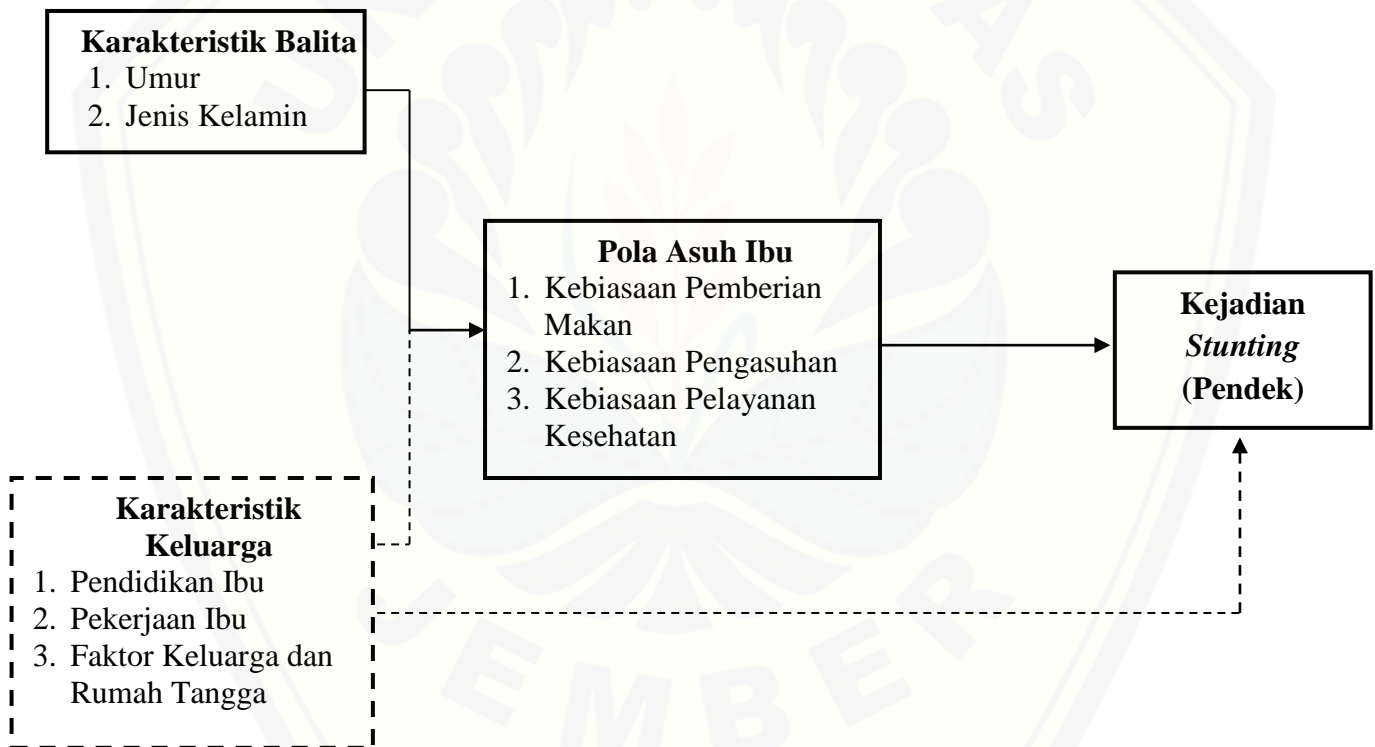 Karakteristik Balita
1. Umur
2. Jenis Kelamin
Pola Asuh Ibu
1. Kebiasaan Pemberian
Makan
2. Kebiasaan Pengasuhan
3. Kebiasaan Pelayanan
Kesehatan
Kejadian
Stunting
(Pendek)
Karakteristik
Keluarga
1. Pendidikan Ibu
2. Pekerjaan Ibu
3. Faktor Keluarga dan
Rumah Tangga
JEMBER